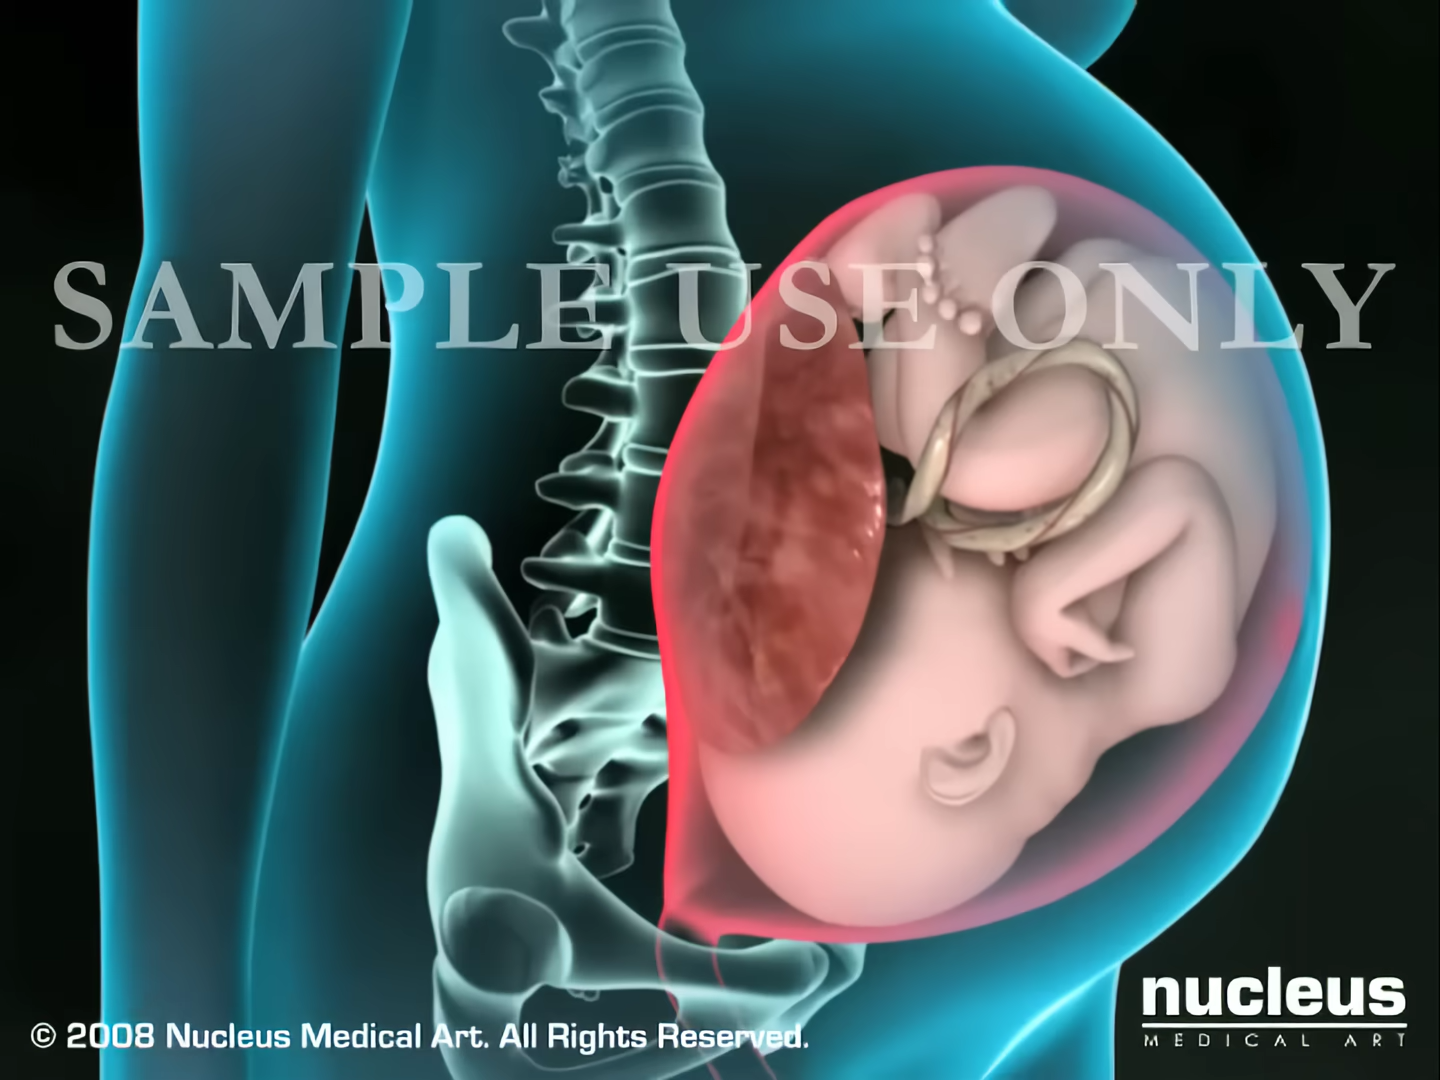 SAMPLE USE ONLY
nucleus
MEDICAL ART
© 2008 Nucleus Medical Art. All Rights Reserved.